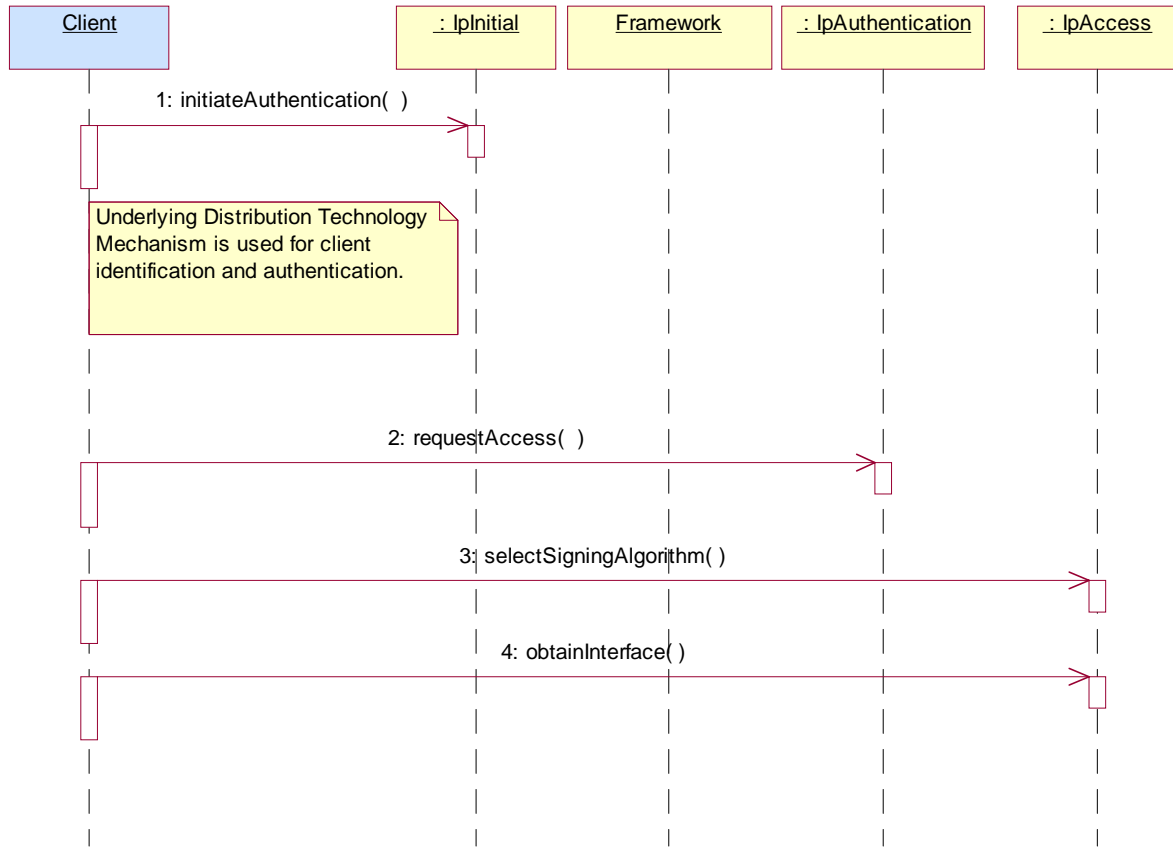 Client
: IpInitial
Framework
: IpAuthentication
: IpAccess
1: initiateAuthentication(  )
Underlying Distribution Technology
Mechanism is used for client
identification and authentication.
2: requestAccess(  )
3: selectSigningAlgorithm( )
4: obtainInterface( )